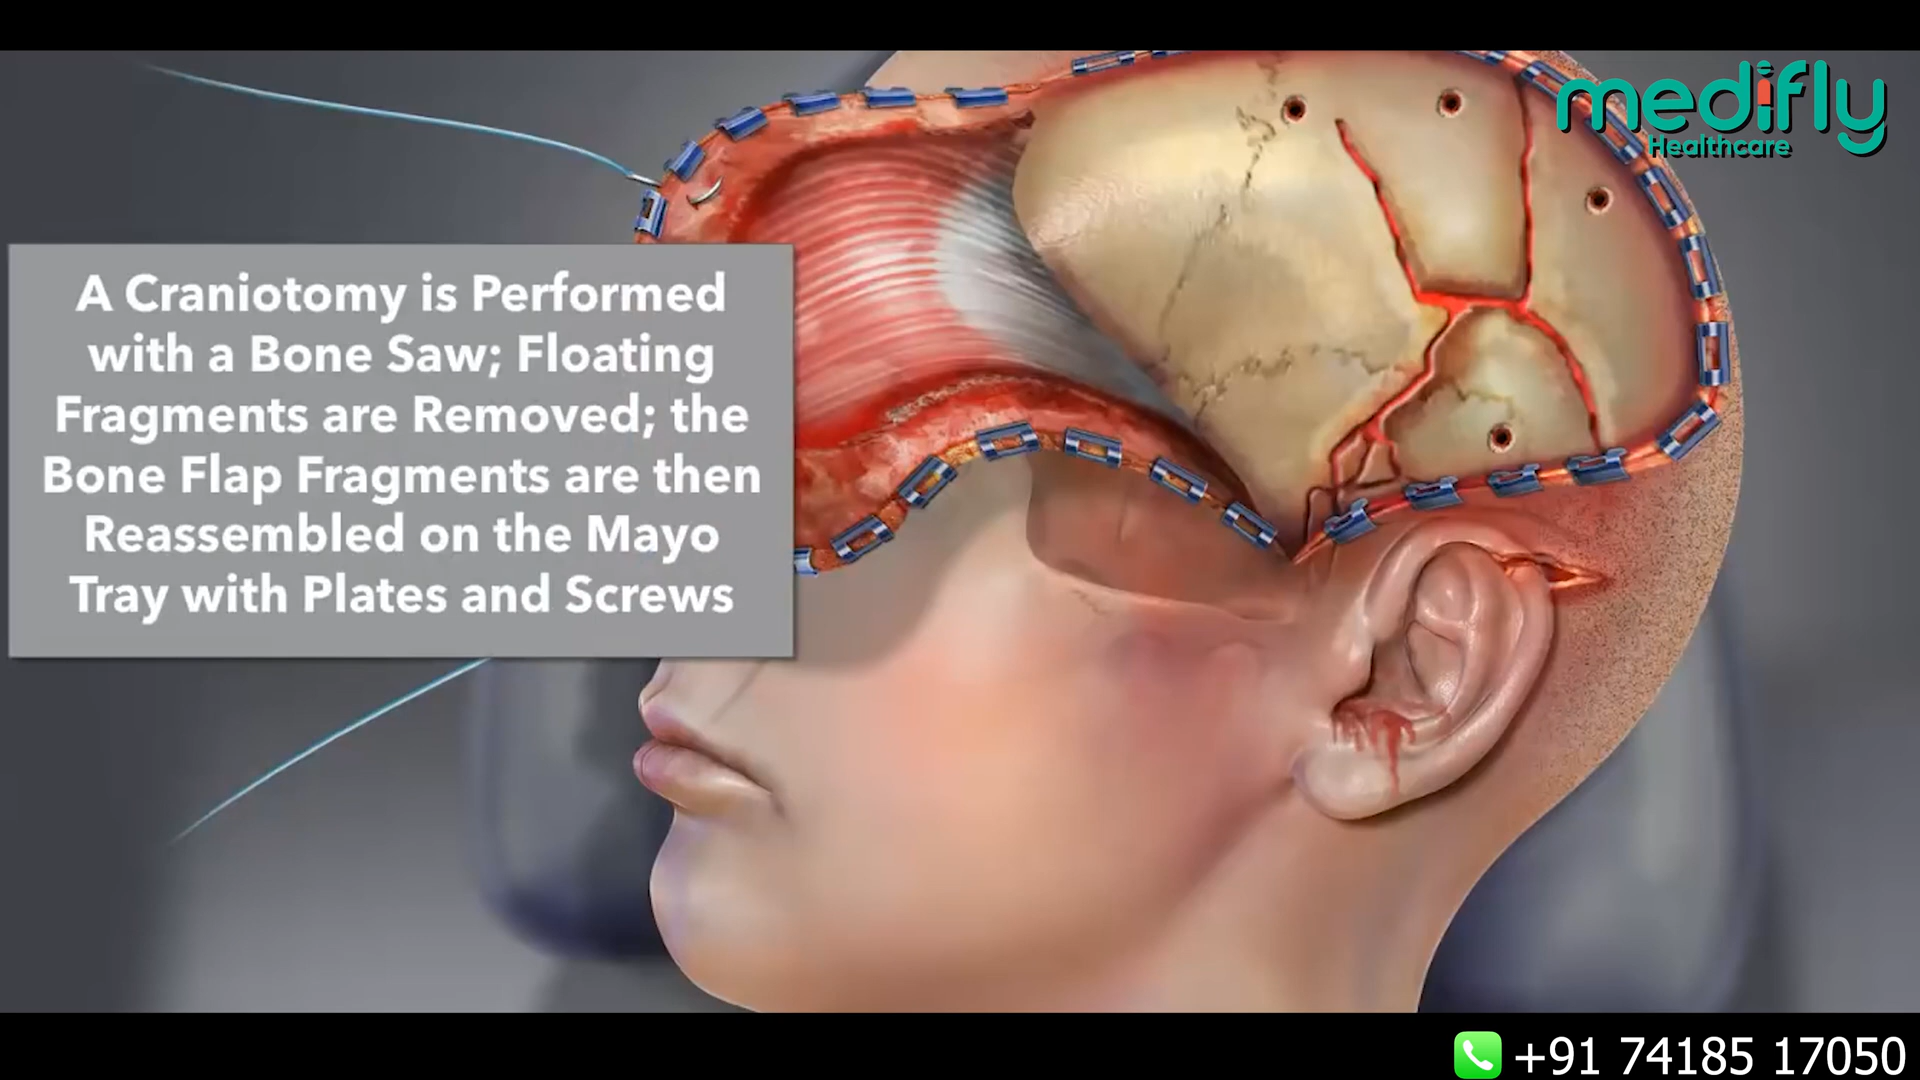 medifly
Healthcare
A Craniotomy is Performed
with a Bone Saw; Floating
Fragments are Removed; the
Bone Flap Fragments are then
Reassembled on the Mayo
Tray with Plates and Screws
+91 74185 17050